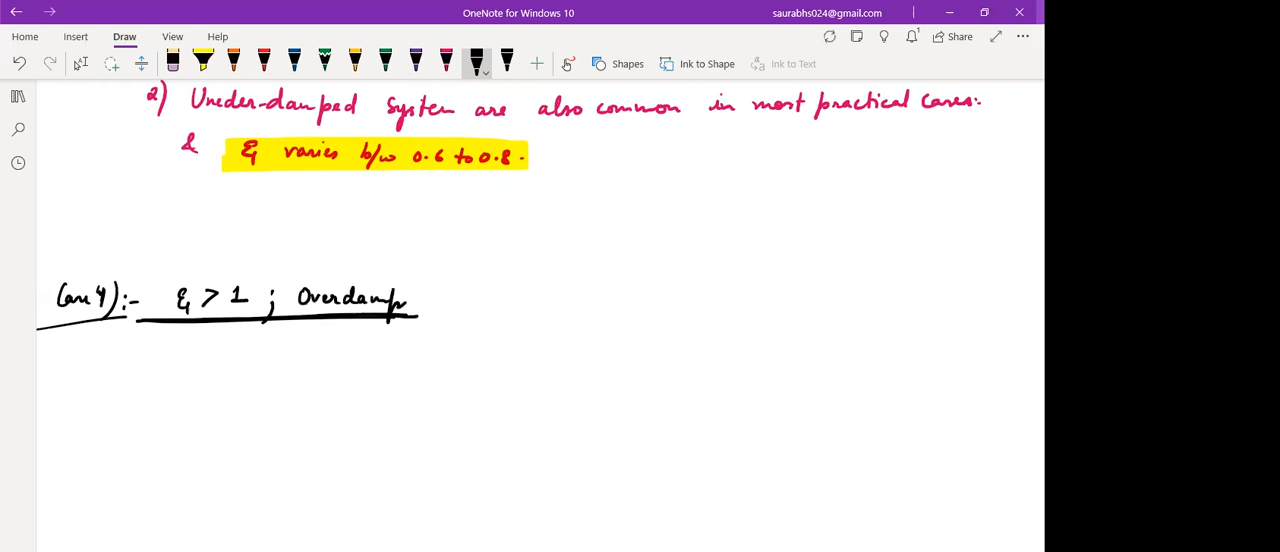 OneNote for Windows 10
saurabhs024@gmail.com
Home Insert Draw View Help
Share
Shapes Ink to Shape Ink to Text
2) Uneder-damped system are also common in most practical cases.
& ξ varies b/w 0.6 to 0.8.
Case 4):- ξ > 1 ; Overdamp